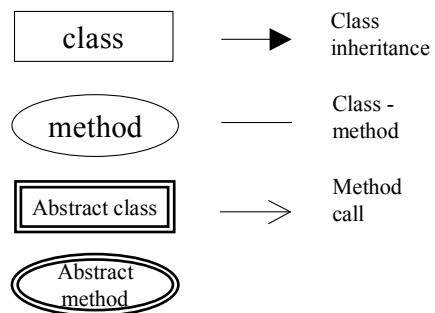 class
Class
inheritance
method
Class -
method
Abstract class
Method
call
Abstract
method